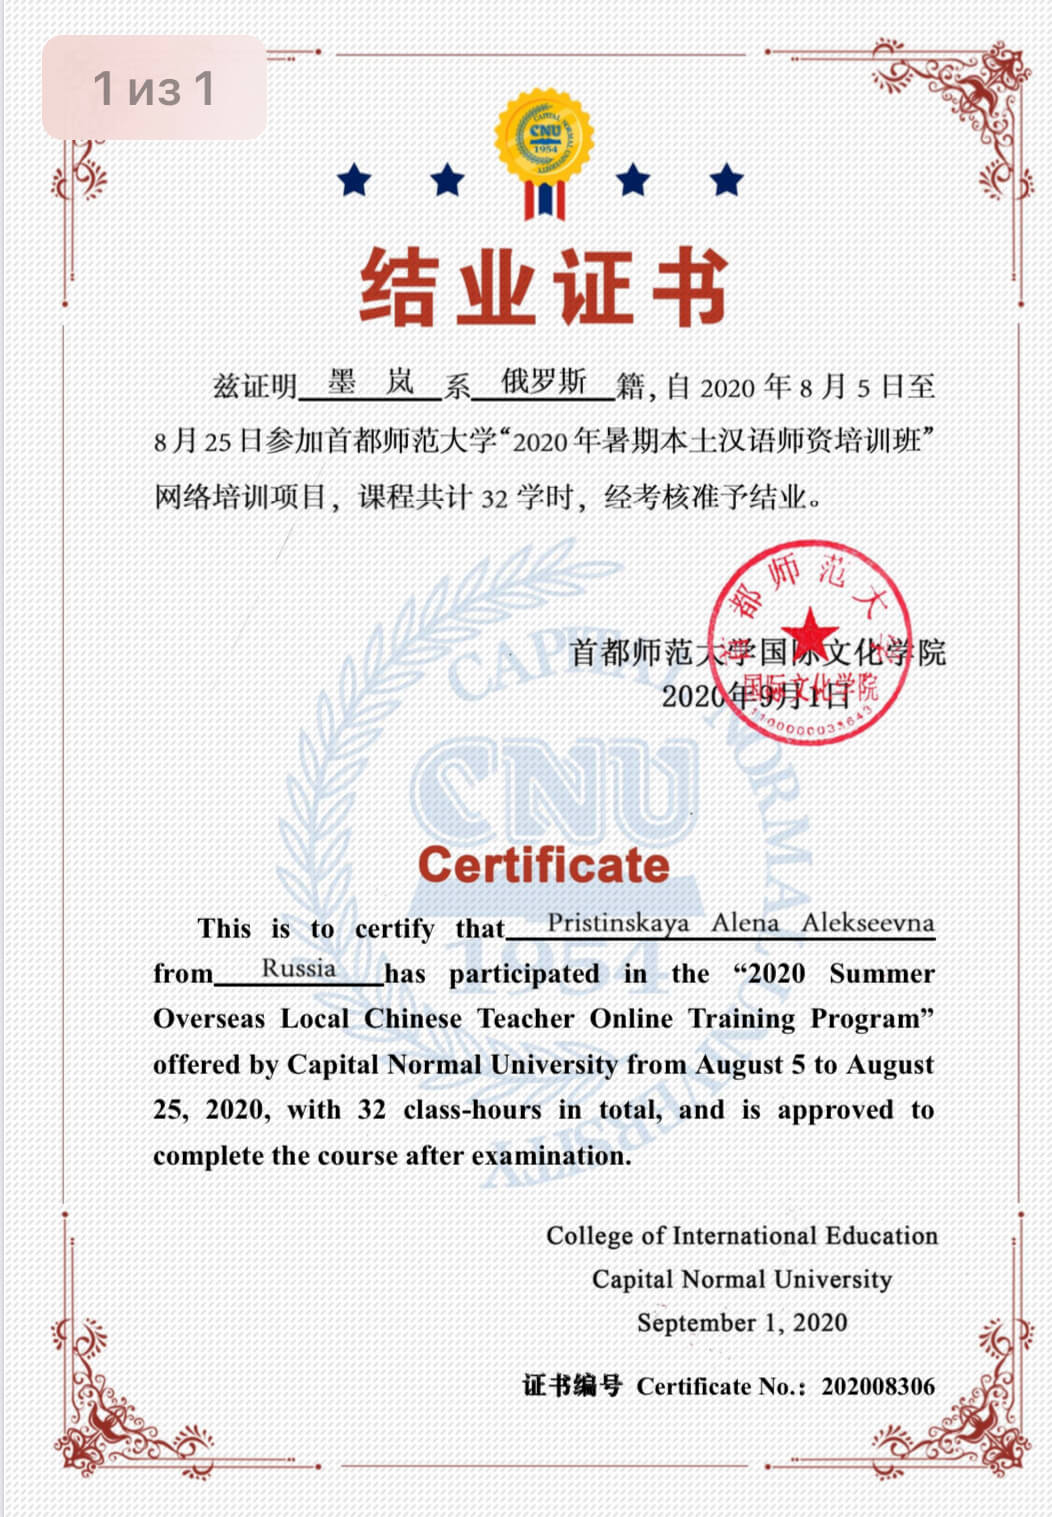 1 из 1
CAPITAL NORMAL UNIVERSITY
CNU
1954
结业证书
兹证明 墨 岚 系 俄罗斯 籍，自 2020 年 8 月 5 日至
8 月 25 日参加首都师范大学“2020 年暑期本土汉语师资培训班”
网络培训项目，课程共计 32 学时，经考核准予结业。
首都师范大学
国际文化学院
首都师范大学国际文化学院
2020年9月1日
CAPITAL NORMAL UNIVERSITY
CNU
1954
Certificate
This is to certify that Pristinskaya Alena Alekseevna
from Russia has participated in the “2020 Summer
Overseas Local Chinese Teacher Online Training Program”
offered by Capital Normal University from August 5 to August
25, 2020, with 32 class-hours in total, and is approved to
complete the course after examination.
College of International Education
Capital Normal University
September 1, 2020
证书编号 Certificate No.: 202008306